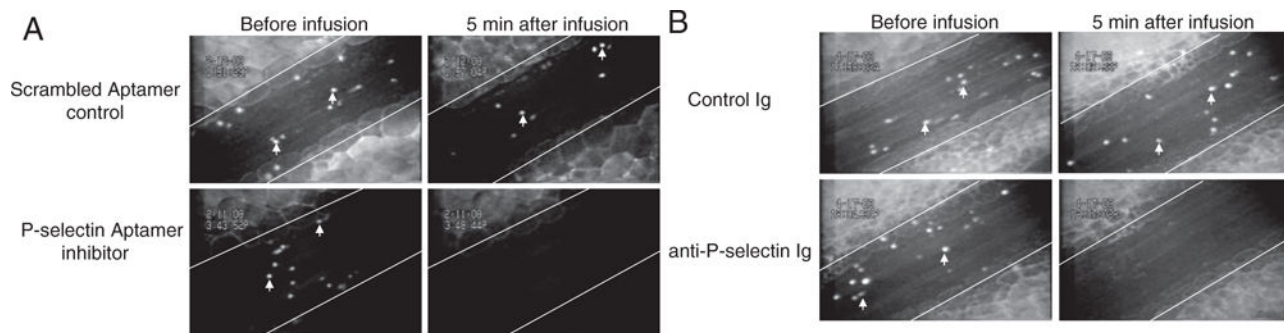 A
Before infusion
5 min after infusion
Scrambled Aptamer
control
P-selectin Aptamer
inhibitor
B
Before infusion
5 min after infusion
Control Ig
anti-P-selectin Ig